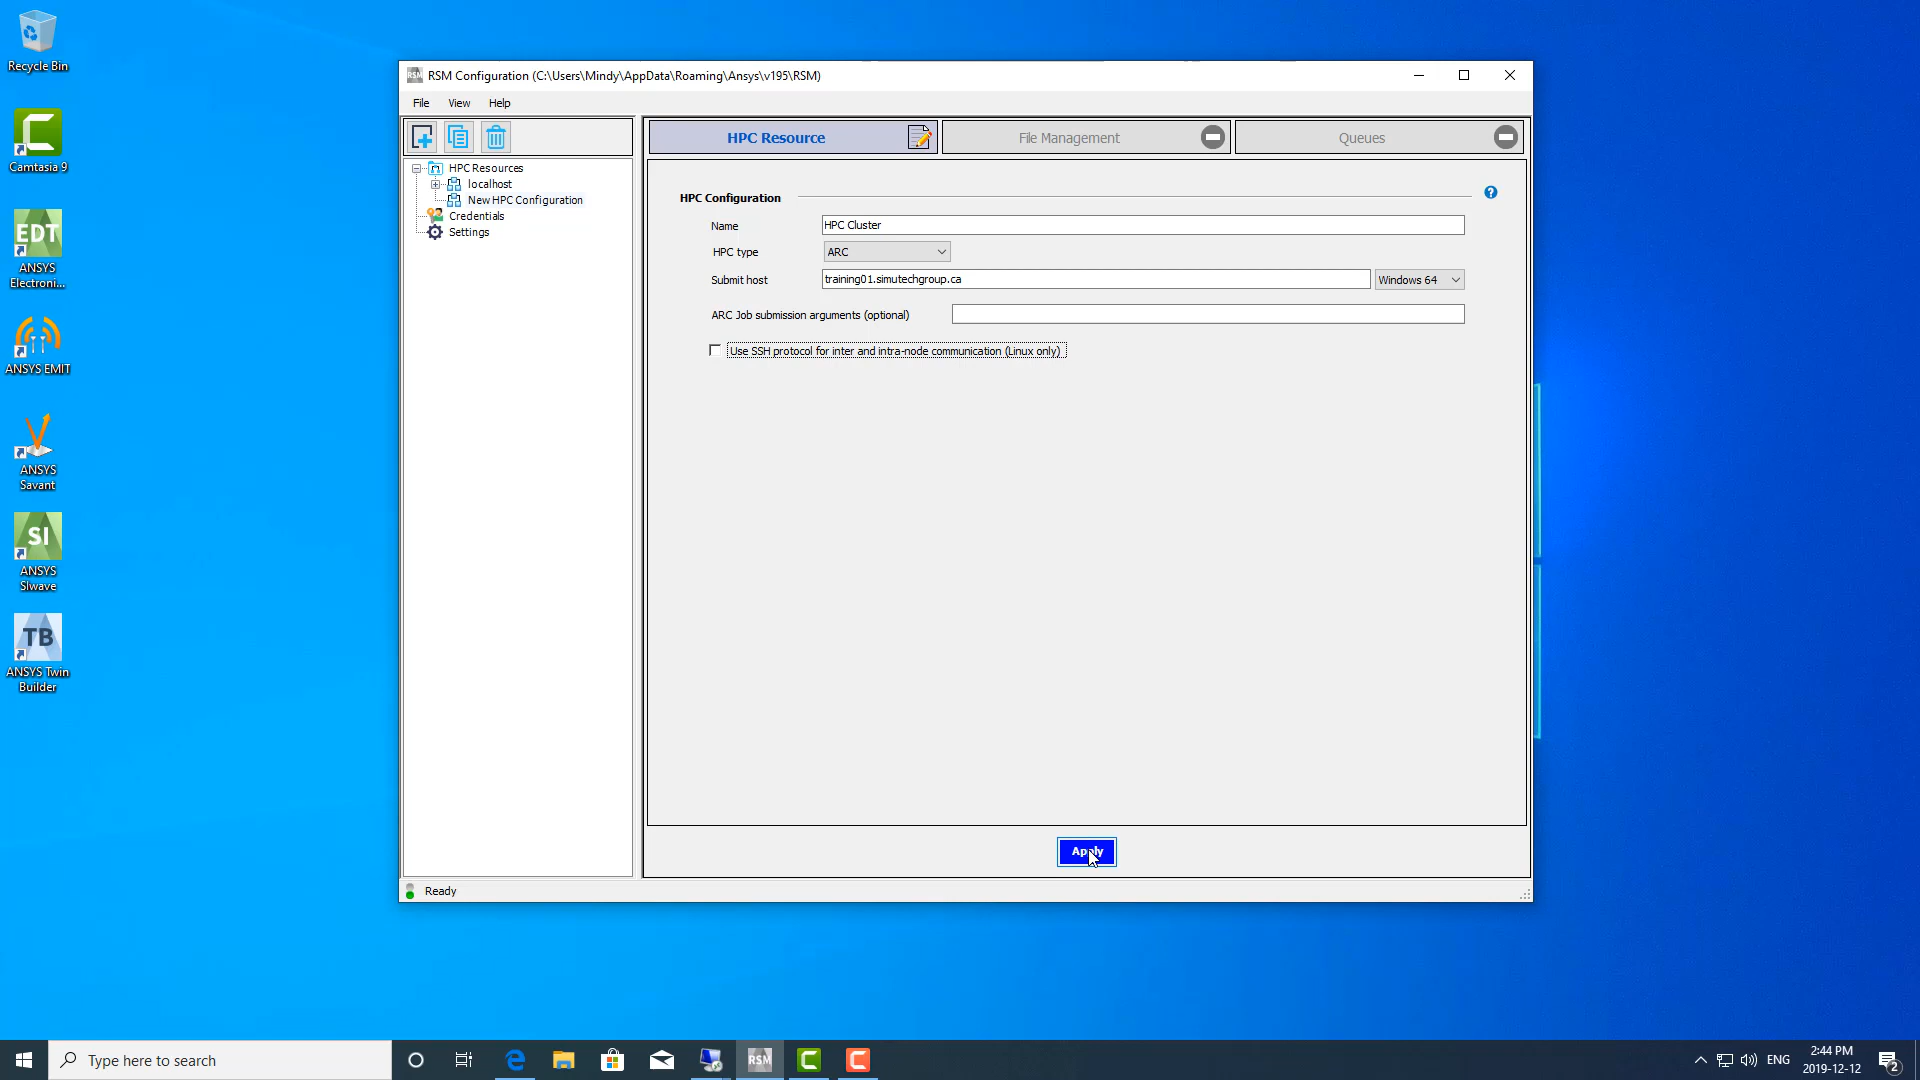 Recycle Bin
Camtasia 9
EDT
ANSYS
Electroni...
ANSYS EMIT
ANSYS
Savant
SI
ANSYS
SIwave
TB
ANSYS Twin
Builder
RSM
RSM Configuration (C:\Users\Mindy\AppData\Roaming\Ansys\v195\RSM)
File View Help
HPC Resources
localhost
New HPC Configuration
Credentials
Settings
HPC Resource
File Management
Queues
HPC Configuration
?
Name
HPC Cluster
HPC type
ARC
Submit host
training01.simutechgroup.ca
Windows 64
ARC Job submission arguments (optional)
Use SSH protocol for inter and intra-node communication (Linux only)
Apply
Ready
Type here to search
RSM
ENG
2:44 PM
2019-12-12
2